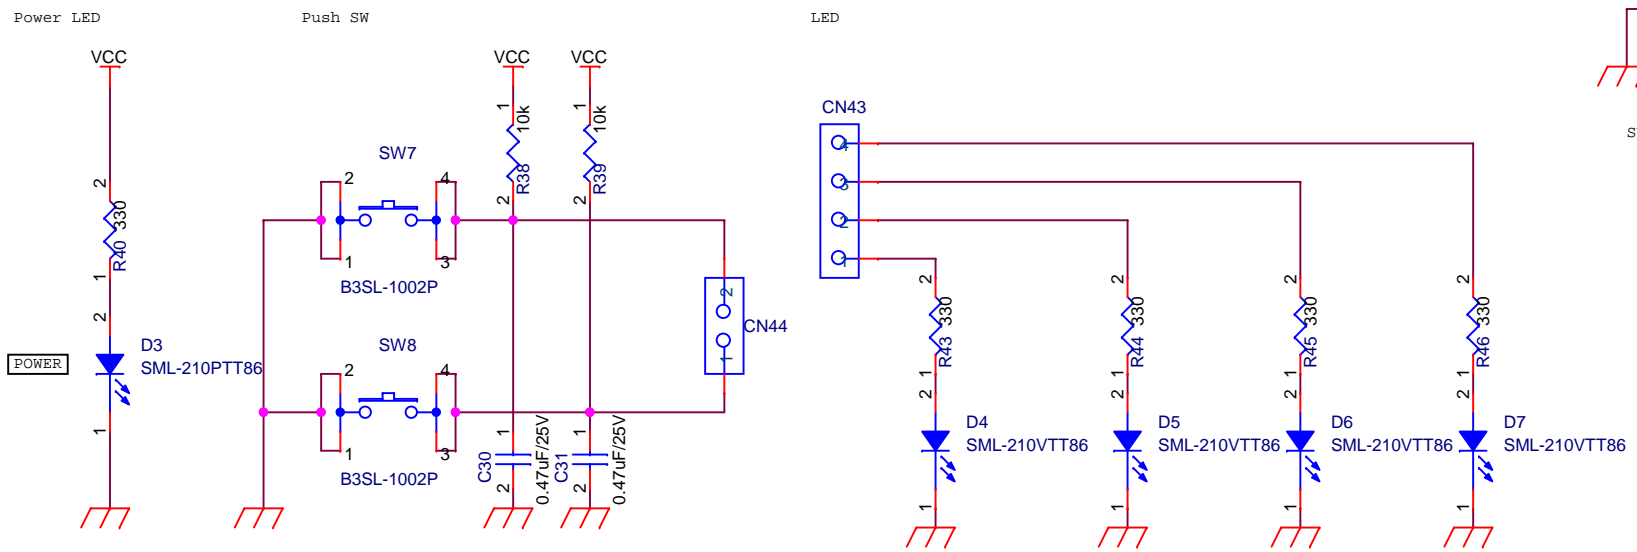 Power LED
Push SW
LED
VCC
VCC
VCC
CN43
S
1
10k
R38
2
1
10k
R39
2
SW7
2
4
1
3
B3SL-1002P
4
3
2
1
2
330
R40
1
2
D3
SML-210PTT86
1
POWER
2
1
CN44
SW8
2
4
1
3
B3SL-1002P
1
C30
2
0.47uF/25V
1
C31
2
0.47uF/25V
2
330
R43
1
2
330
R44
1
2
330
R45
1
2
330
R46
1
2
D4
SML-210VTT86
1
2
D5
SML-210VTT86
1
2
D6
SML-210VTT86
1
2
D7
SML-210VTT86
1